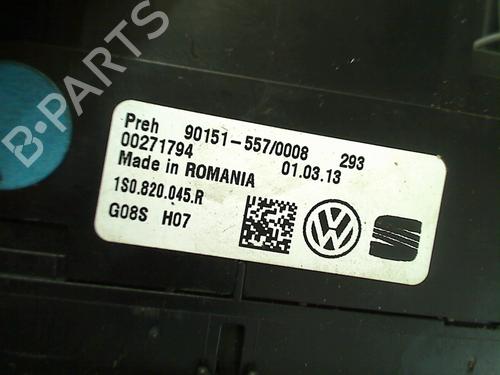 B-PARTS
Preh 90151-557/0008 293
00271794 01.03.13
Made in ROMANIA
1S0.820.045.R
G08S H07